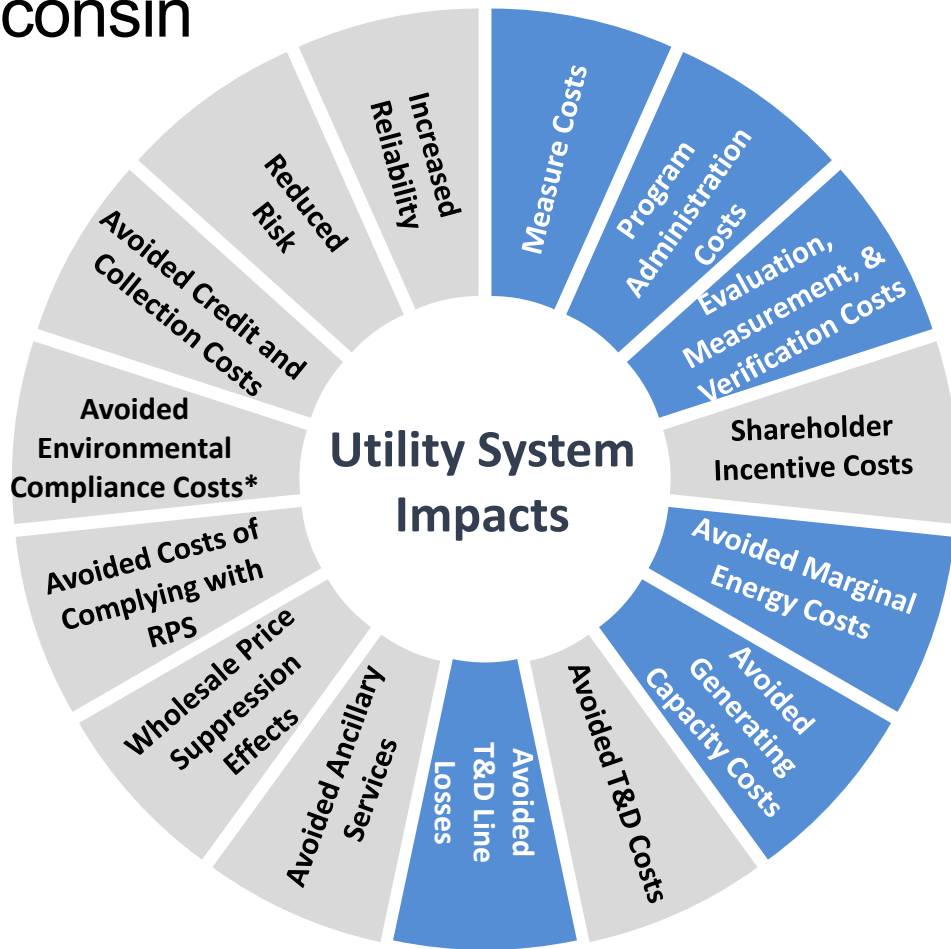 consin
Measure Costs
Program
Administration
Costs
Evaluation,
Measurement, &
Verification Costs
Shareholder
Incentive Costs
Avoided Marginal
Energy Costs
Avoided
Generating
Capacity Costs
Avoided T&D Costs
Avoided
T&D Line
Losses
Avoided Ancillary
Services
Wholesale Price
Suppression
Effects
Avoided Costs of
Complying with
RPS
Avoided
Environmental
Compliance Costs*
Avoided Credit and
Collection Costs
Reduced
Risk
Increased
Reliability
Utility System
Impacts